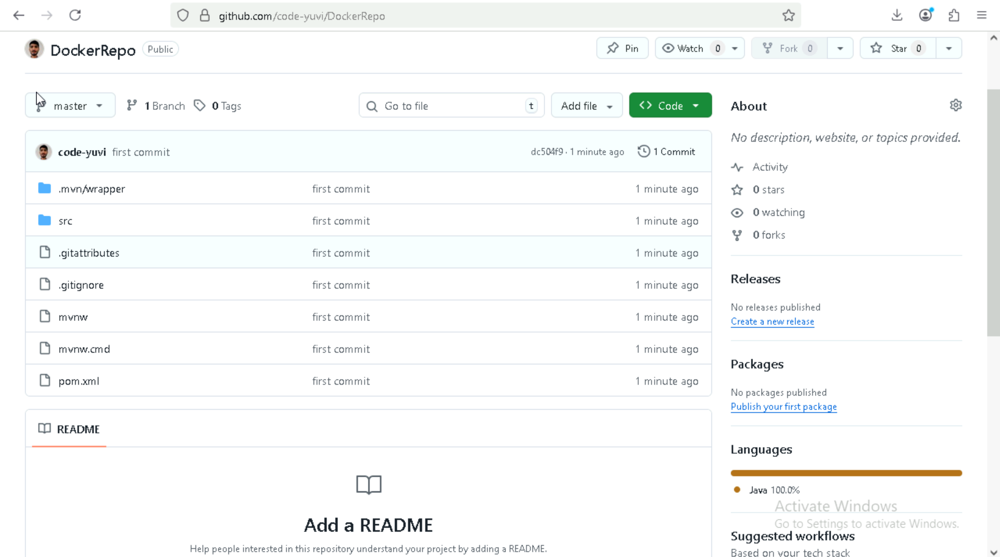 github.com/code-yuvi/DockerRepo
DockerRepo Public
Pin
Watch 0
Fork 0
Star 0
master
1 Branch
0 Tags
Go to file t
Add file
Code
About
No description, website, or topics provided.
code-yuvi first commit dc504f9 · 1 minute ago 1 Commit
Activity
.mvn/wrapper first commit 1 minute ago
0 stars
0 watching
src first commit 1 minute ago
0 forks
.gitattributes first commit 1 minute ago
Releases
.gitignore first commit 1 minute ago
No releases published
Create a new release
mvnw first commit 1 minute ago
mvnw.cmd first commit 1 minute ago
Packages
pom.xml first commit 1 minute ago
No packages published
Publish your first package
README
Languages
Java 100.0%
Activate Windows
Go to Settings to activate Windows.
Add a README
Suggested workflows
Help people interested in this repository understand your project by adding a README.
Based on your tech stack